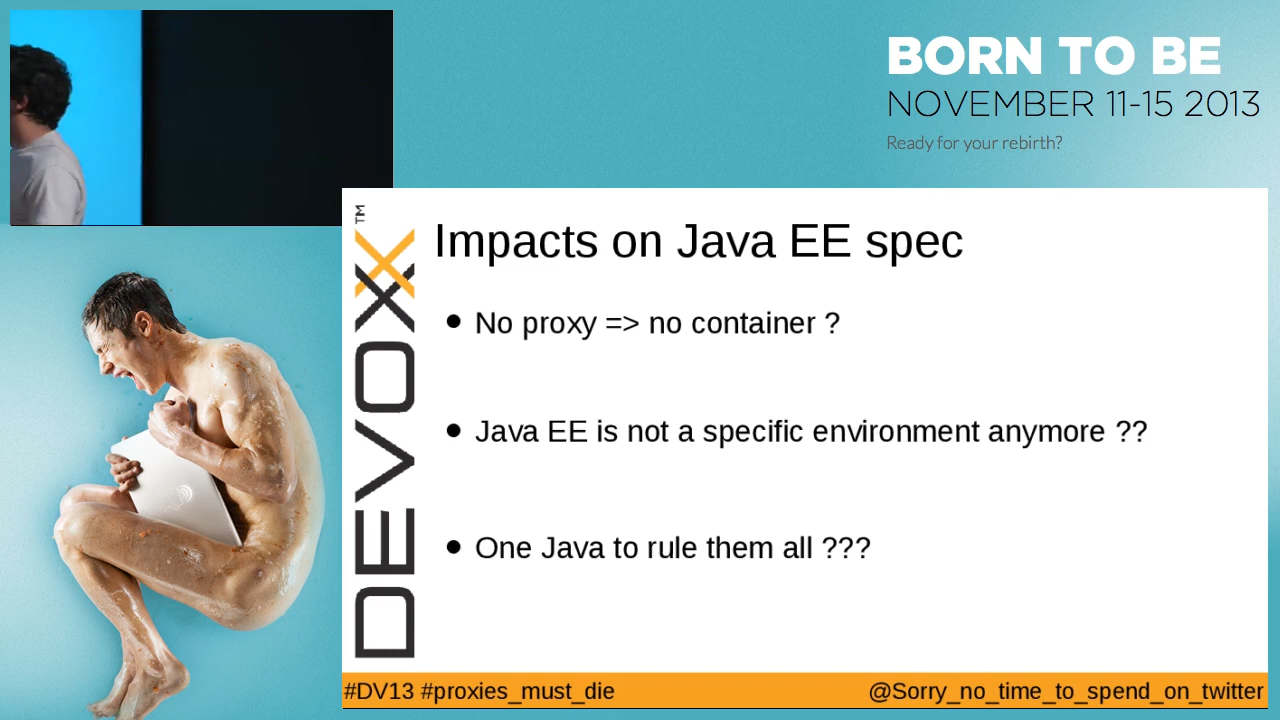 BORN TO BE
NOVEMBER 11-15 2013
Ready for your rebirth?
DEVOXX™
Impacts on Java EE spec
• No proxy => no container ?
• Java EE is not a specific environment anymore ??
• One Java to rule them all ???
#DV13 #proxies_must_die
@Sorry_no_time_to_spend_on_twitter